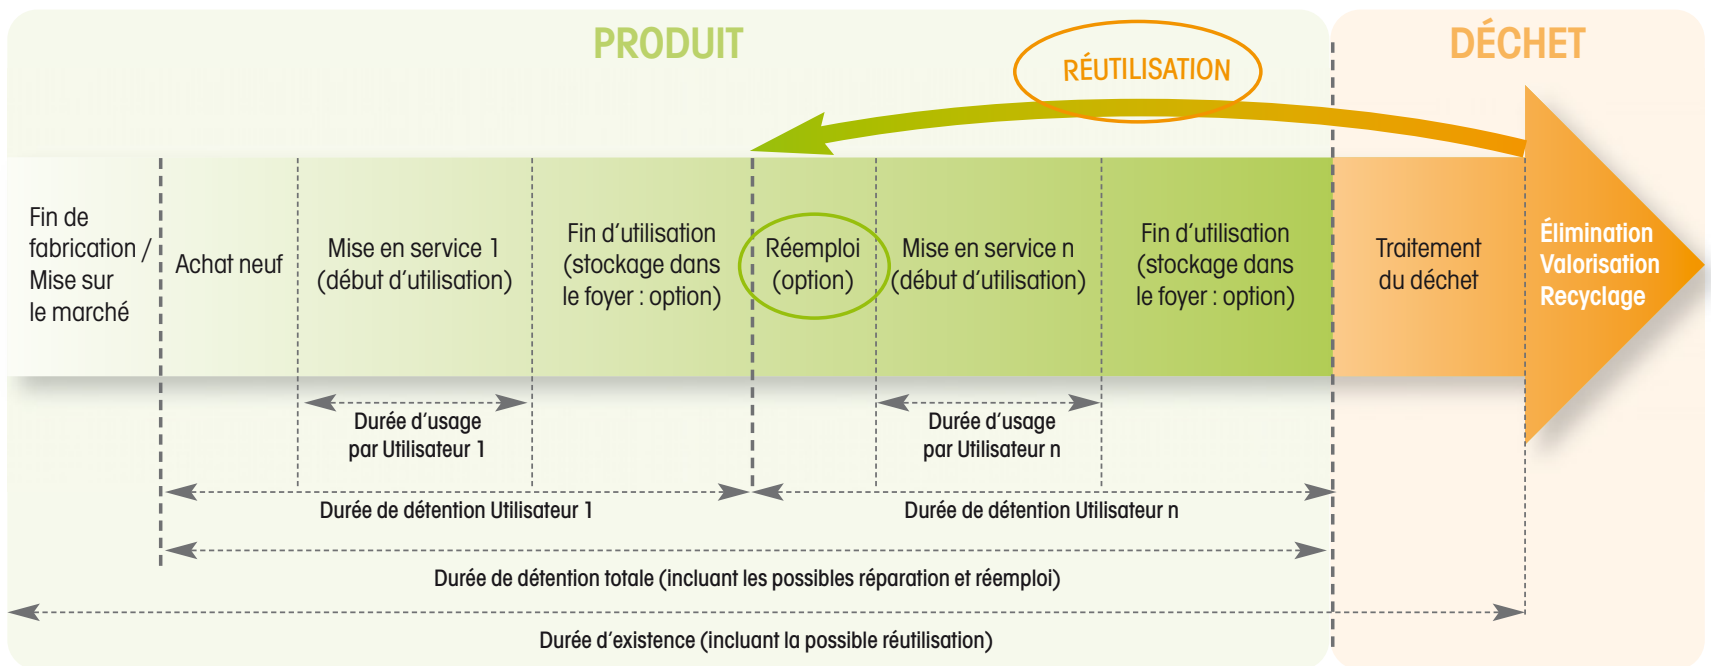 PRODUIT
DÉCHET
RÉUTILISATION
Fin de
fabrication /
Mise sur
le marché
Achat neuf
Mise en service 1
(début d'utilisation)
Fin d'utilisation
(stockage dans
le foyer : option)
Réemploi
(option)
Mise en service n
(début d'utilisation)
Fin d'utilisation
(stockage dans
le foyer : option)
Traitement
du déchet
Élimination
Valorisation
Recyclage
Durée d'usage
par Utilisateur 1
Durée d'usage
par Utilisateur n
Durée de détention Utilisateur 1
Durée de détention Utilisateur n
Durée de détention totale (incluant les possibles réparation et réemploi)
Durée d'existence (incluant la possible réutilisation)